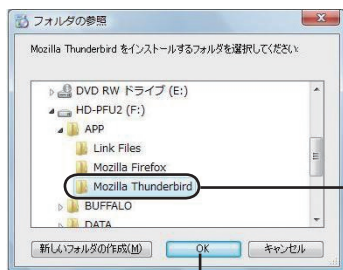 フォルダの参照
Mozilla Thunderbird をインストールするフォルダを選択してください:
DVD RW ドライブ (E:)
HD-PFU2 (F:)
APP
Link Files
Mozilla Firefox
Mozilla Thunderbird
BUFFALO
DATA
新しいフォルダの作成(M) OK キャンセル